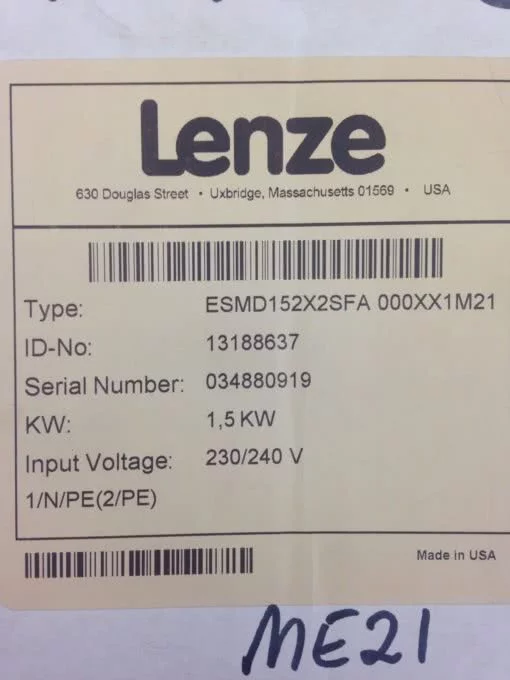 Lenze
630 Douglas Street • Uxbridge, Massachusetts 01569 • USA
Type: ESMD152X2SFA 000XX1M21
ID-No: 13188637
Serial Number: 034880919
KW: 1,5 KW
Input Voltage: 230/240 V
1/N/PE(2/PE)
Made in USA
ME21